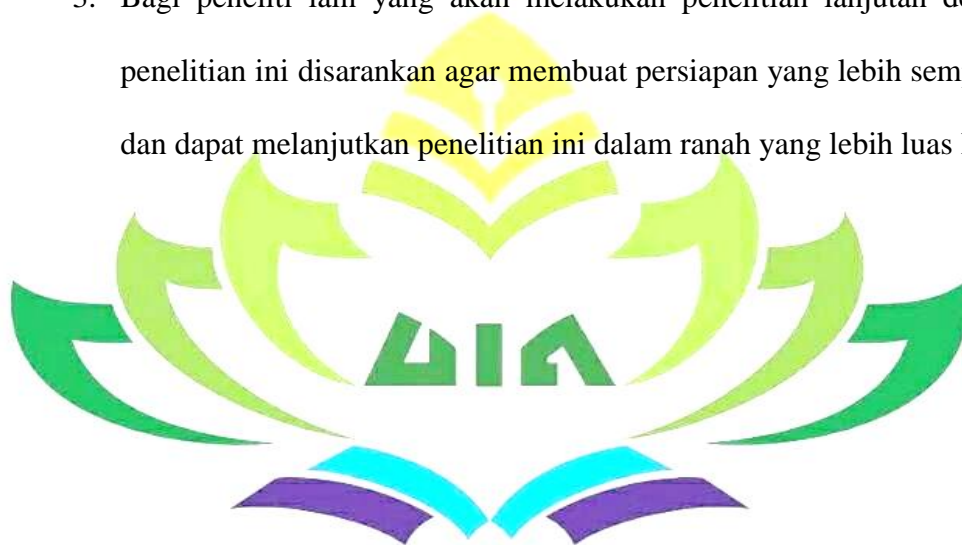 3. Bagi peneliti lain yang akan melakukan penelitian lanjutan
penelitian ini disarankan agar membuat persiapan yang lebih
dan dapat melanjutkan penelitian ini dalam ranah yang lebih luas
UIN